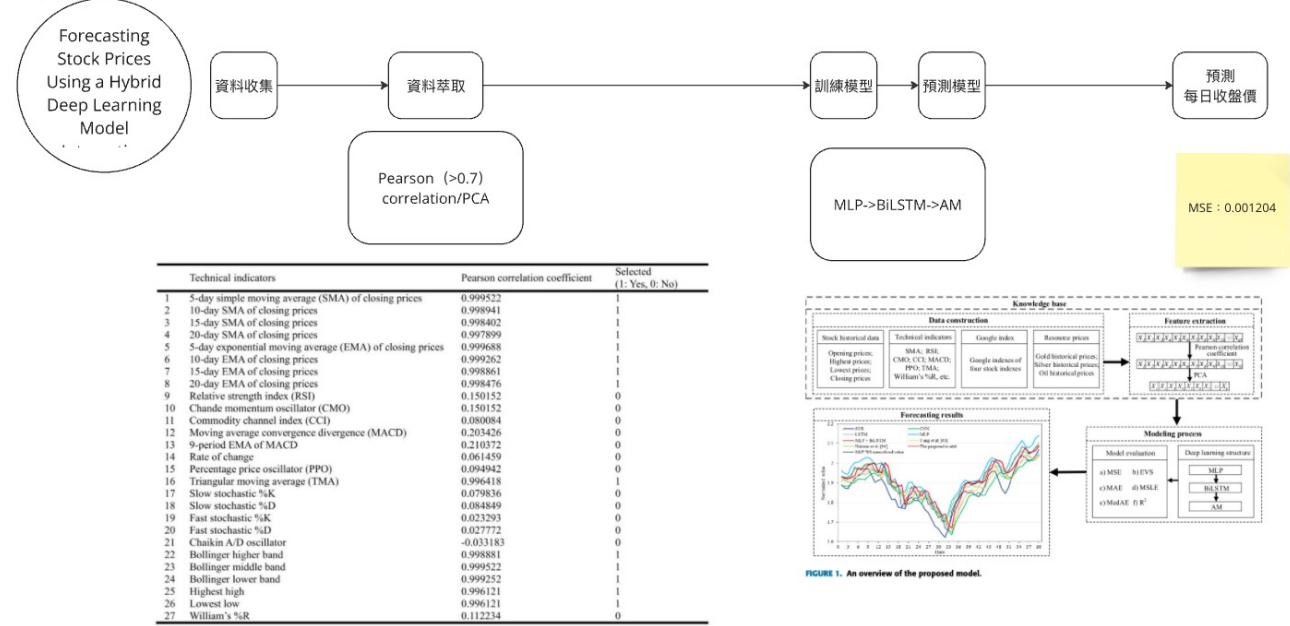 Forecasting
Stock Prices
Using a Hybrid
Deep Learning
Model
資料收集
資料萃取
訓練模型
預測模型
預測
每日收盤價
Pearson（>0.7）
correlation/PCA
MLP->BiLSTM->AM
MSE：0.001204
Technical indicators Pearson correlation coefficient Selected
(1: Yes, 0: No)
1 5-day simple moving average (SMA) of closing prices 0.999522 1
2 10-day SMA of closing prices 0.998941 1
3 15-day SMA of closing prices 0.998402 1
4 20-day SMA of closing prices 0.997899 1
5 5-day exponential moving average (EMA) of closing prices 0.999688 1
6 10-day EMA of closing prices 0.999262 1
7 15-day EMA of closing prices 0.998861 1
8 20-day EMA of closing prices 0.998476 1
9 Relative strength index (RSI) 0.150152 0
10 Chande momentum oscillator (CMO) 0.150152 0
11 Commodity channel index (CCI) 0.080084 0
12 Moving average convergence divergence (MACD) 0.203426 0
13 9-period EMA of MACD 0.210372 0
14 Rate of change 0.061459 0
15 Percentage price oscillator (PPO) 0.094942 0
16 Triangular moving average (TMA) 0.996418 1
17 Slow stochastic %K 0.079836 0
18 Slow stochastic %D 0.084849 0
19 Fast stochastic %K 0.023293 0
20 Fast stochastic %D 0.027772 0
21 Chaikin A/D oscillator -0.033183 0
22 Bollinger higher band 0.998881 1
23 Bollinger middle band 0.999522 1
24 Bollinger lower band 0.999252 1
25 Highest high 0.996121 1
26 Lowest low 0.996121 1
27 William's %R 0.112234 0
Knowledge base
Data construction
Stock historical data
Opening prices;
Highest prices;
Lowest prices;
Closing prices
Technical indicators
SMA; RSI;
CMO; CCI; MACD;
PPO; TMA;
William's %R, etc.
Google index
Google indexes of
four stock indexes
Resource prices
Gold historical prices;
Silver historical prices;
Oil historical prices
Feature extraction
Pearson correlation
coefficient
PCA
Forecasting results
Modeling process
Model evaluation
a) MSE b) EVS
c) MAE d) MSLE
e) MedAE f) R²
Deep learning structure
MLP
BiLSTM
AM
FIGURE 1. An overview of the proposed model.